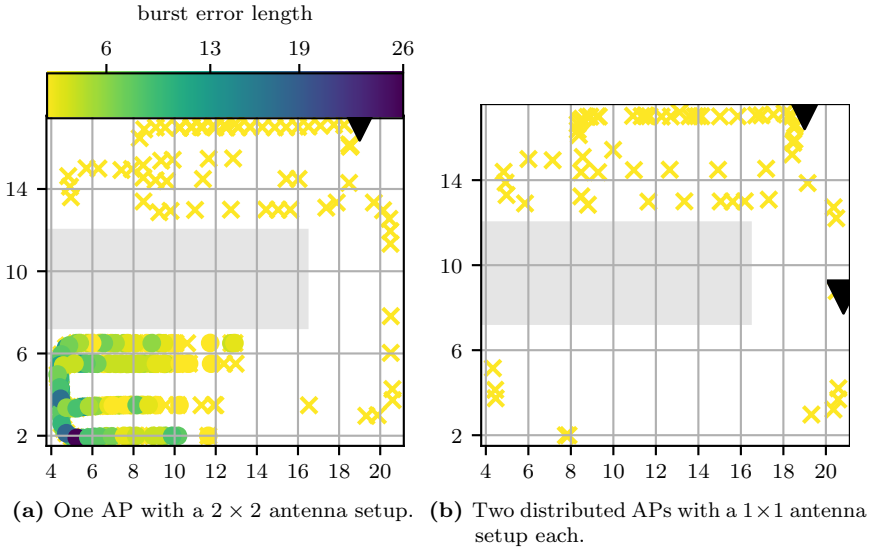 burst error length
6 13 19 26
14
10
6
2
4 6 8 10 12 14 16 18 20
(a) One AP with a 2 × 2 antenna setup.
14
10
6
2
4 6 8 10 12 14 16 18 20
(b) Two distributed APs with a 1×1 antenna
setup each.